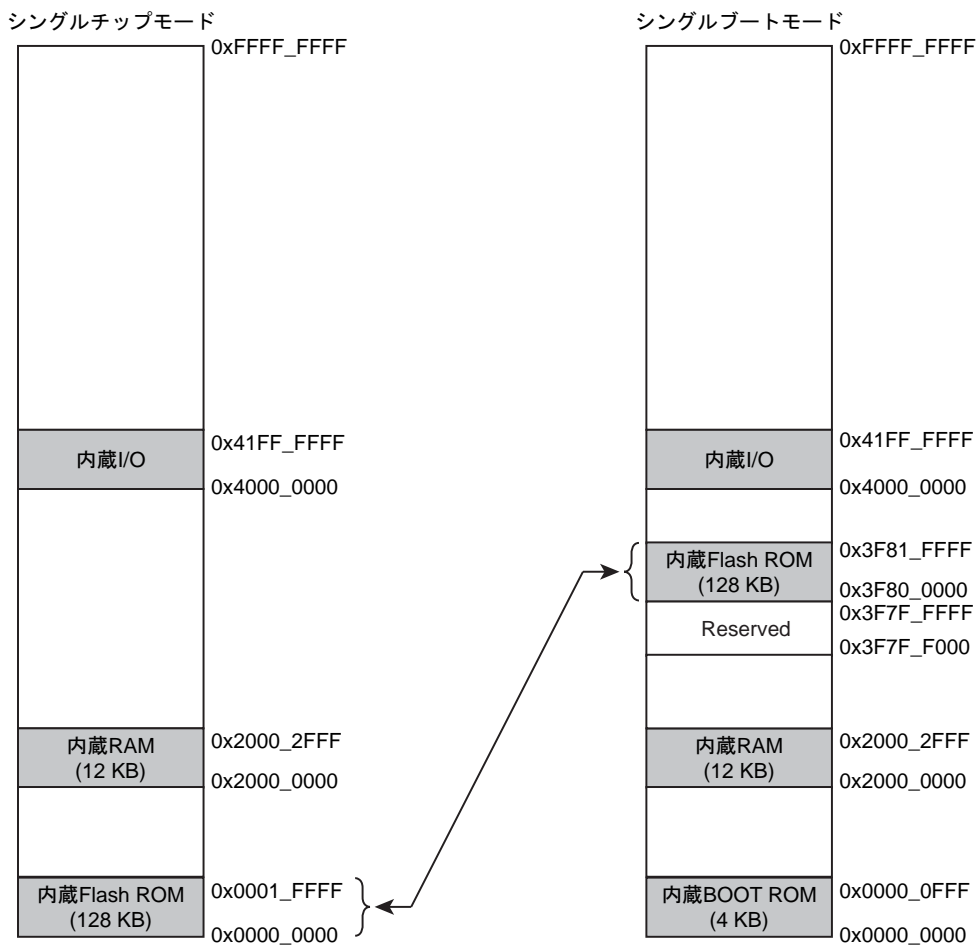 シングルチップモード
0xFFFF_FFFF
内蔵I/O
0x41FF_FFFF
0x4000_0000
内蔵RAM
(12 KB)
0x2000_2FFF
0x2000_0000
内蔵Flash ROM
(128 KB)
0x0001_FFFF
0x0000_0000
シングルブートモード
0xFFFF_FFFF
内蔵I/O
0x41FF_FFFF
0x4000_0000
内蔵Flash ROM
(128 KB)
0x3F81_FFFF
0x3F80_0000
0x3F7F_FFFF
Reserved
0x3F7F_F000
内蔵RAM
(12 KB)
0x2000_2FFF
0x2000_0000
内蔵BOOT ROM
(4 KB)
0x0000_0FFF
0x0000_0000